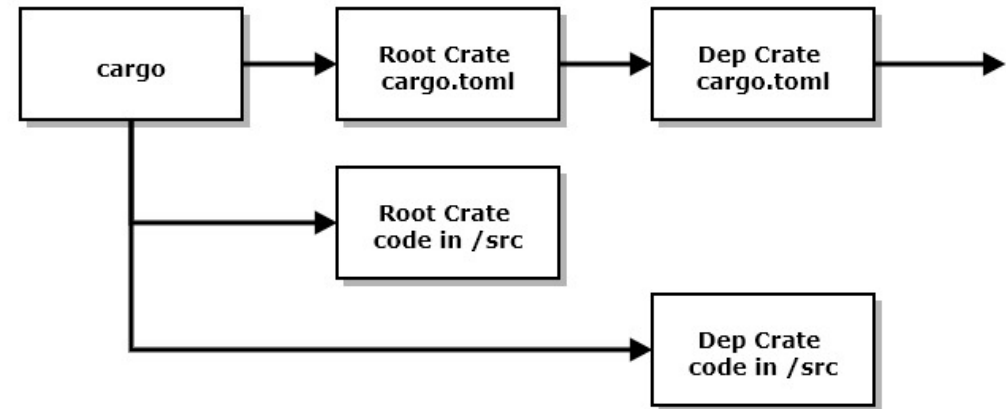 cargo
Root Crate
cargo.toml
Dep Crate
cargo.toml
Root Crate
code in /src
Dep Crate
code in /src